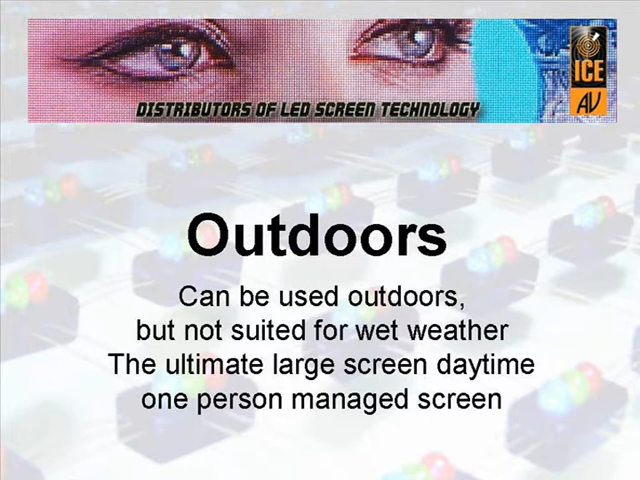 ICE
AV
DISTRIBUTORS OF LED SCREEN TECHNOLOGY
Outdoors
Can be used outdoors,
but not suited for wet weather
The ultimate large screen daytime
one person managed screen